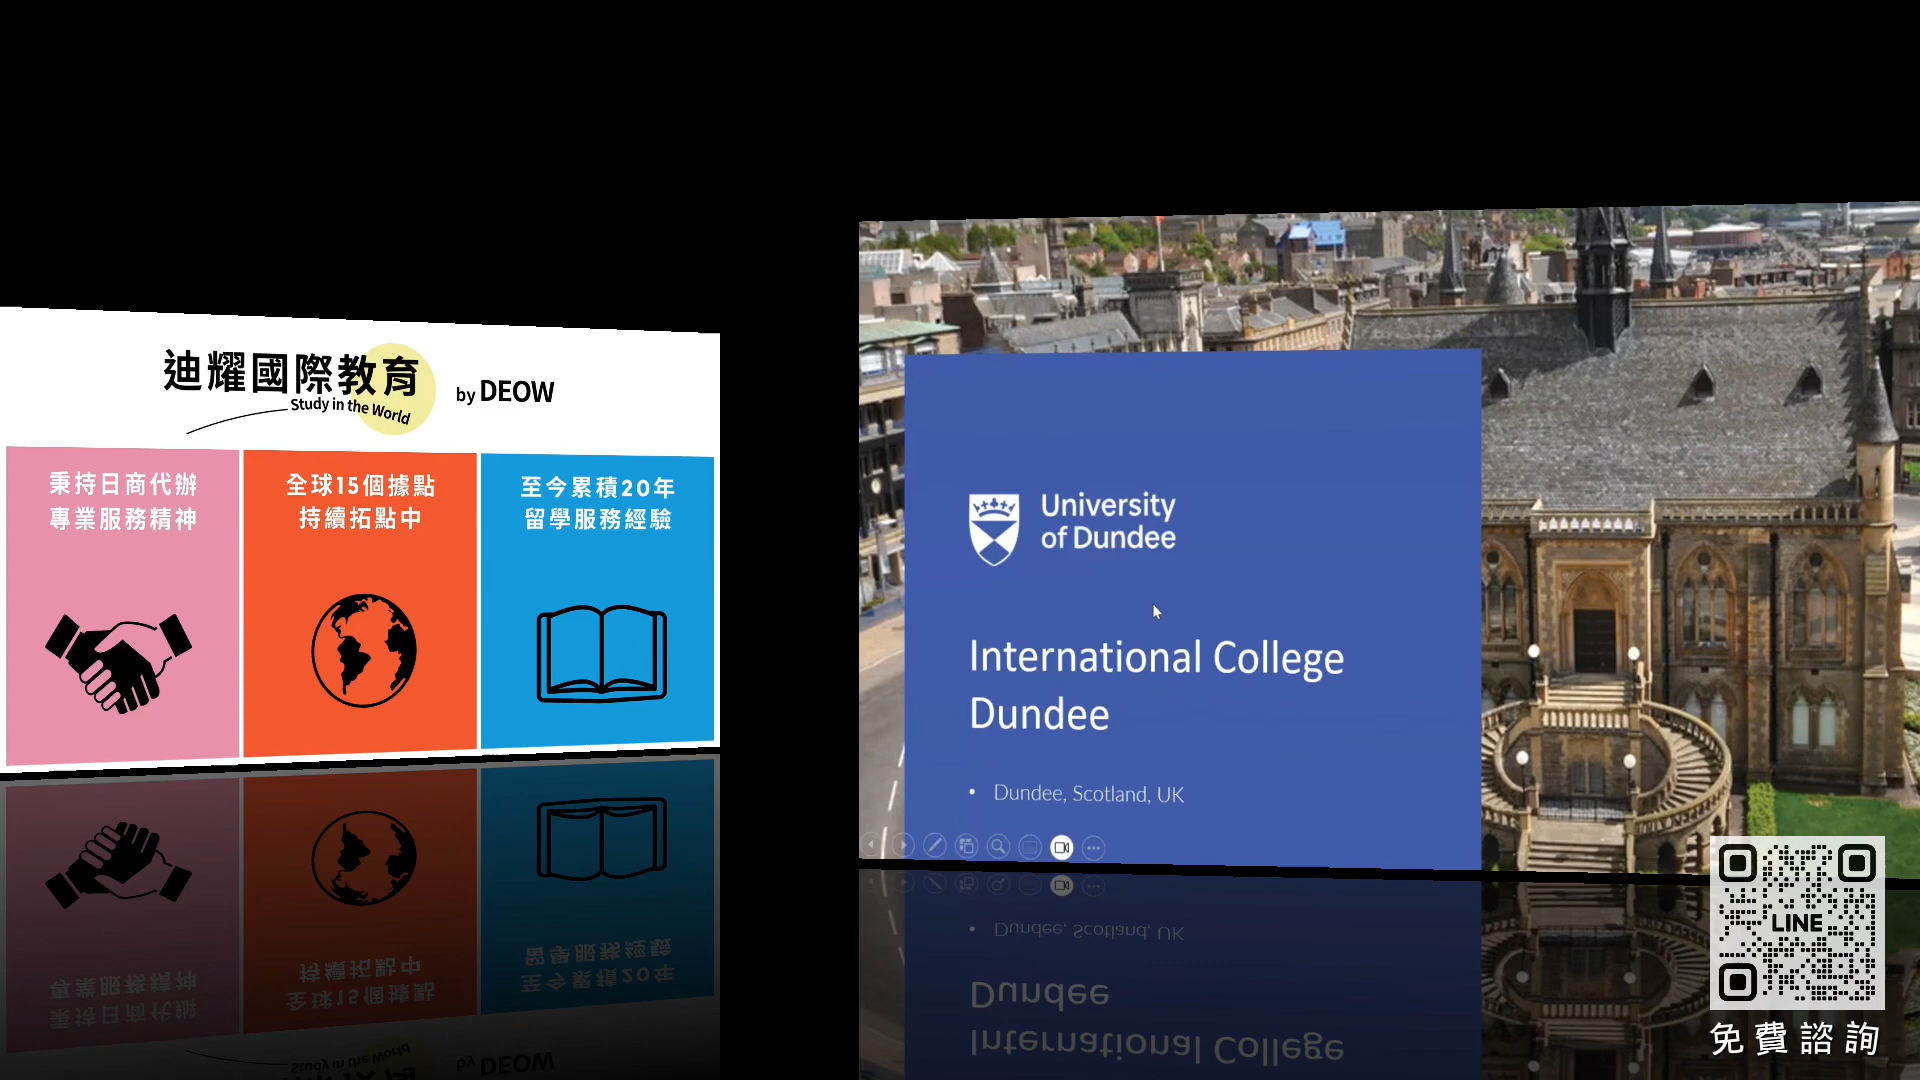 迪耀國際教育
Study in the World
by DEOW
秉持日商代辦
專業服務精神
全球15個據點
持續拓點中
至今累積20年
留學服務經驗
University
of Dundee
International College
Dundee
• Dundee, Scotland, UK
LINE
免費諮詢